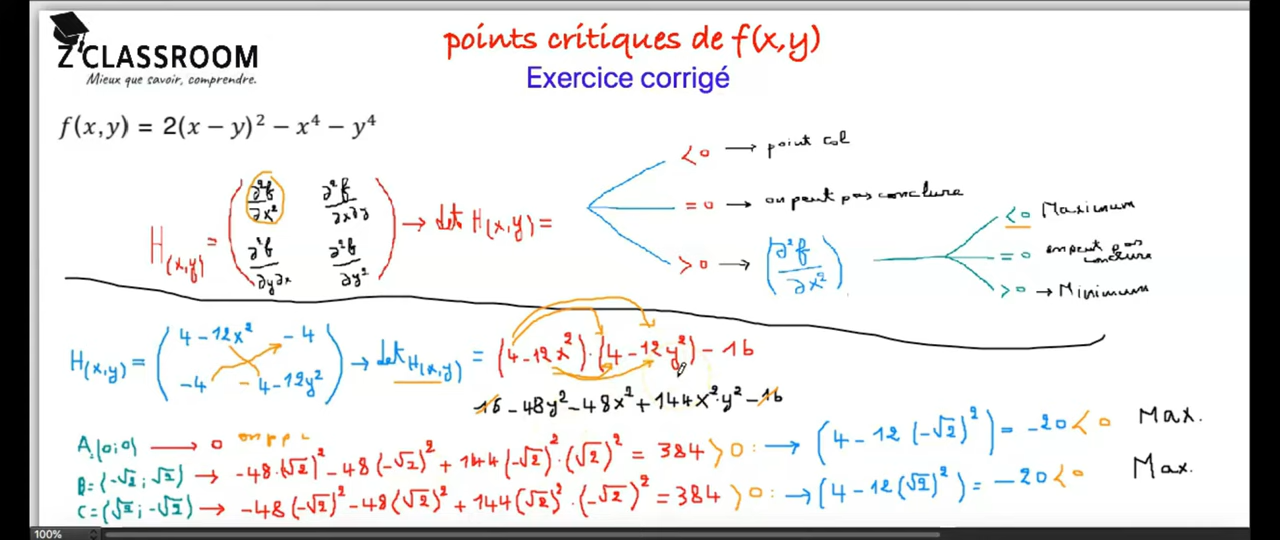 Z'CLASSROOM
Mieux que savoir, comprendre.
points critiques de f(x,y)
Exercice corrigé
f(x,y) = 2(x − y)² − x⁴ − y⁴
H(x,y) = ( ∂²f/∂x² ∂²f/∂x∂y ; ∂²f/∂y∂x ∂²f/∂y² ) → det H(x,y) =
< 0 → point col
= 0 → on peut pas conclure
> 0 → (∂²f/∂x²)
< 0 Maximum
= 0 on peut pas conclure
> 0 → Minimum
H(x,y) = ( 4 − 12x² − 4 ; −4 4 − 12y² ) → det H(x,y) = (4 − 12x²) · (4 − 12y²) − 16
16 − 48y² − 48x² + 144x² · y² − 16
A(0;0) → 0
B = (−√2 ; √2) → −48·(√2)² − 48(−√2)² + 144(−√2)² · (√2)² = 384 > 0 : → (4 − 12(−√2)²) = −20 < 0 Max.
C = (√2 ; −√2) → −48(−√2)² − 48(√2)² + 144(√2)² · (−√2)² = 384 > 0 : → (4 − 12(√2)²) = −20 < 0 Max.
100%